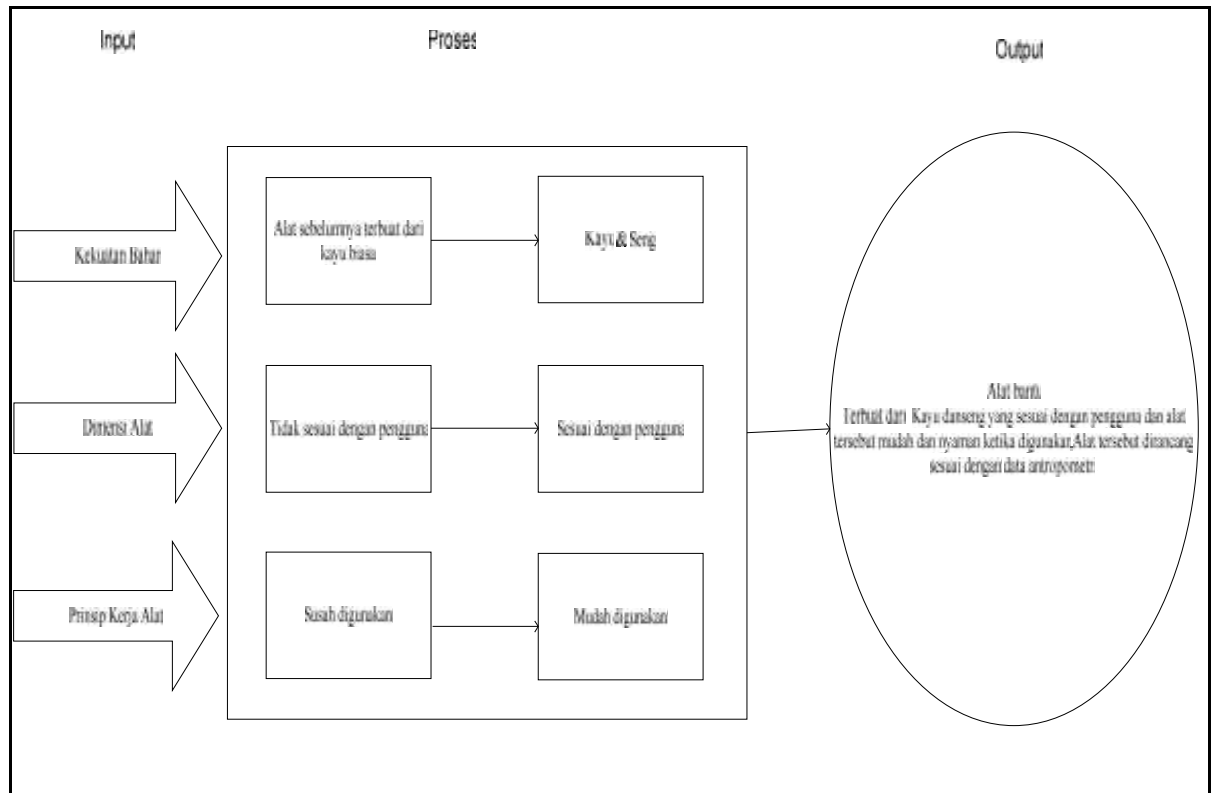 Input
Proses
Output
Kekuatan Bahan
Alat sebelumnya terbuat dari
kayu biasa
Kayu & Seng
Dimensi Alat
Tidak sesuai dengan pengguna
Sesuai dengan pengguna
Alat bantu
Terbuat dari Kayu danseng yang sesuai dengan pengguna dan alat
tersebut mudah dan nyaman ketika digunakan,Alat tersebut dirancang
sesuai dengan data antropometri
Prinsip Kerja Alat
Susah digunakan
Mudah digunakan